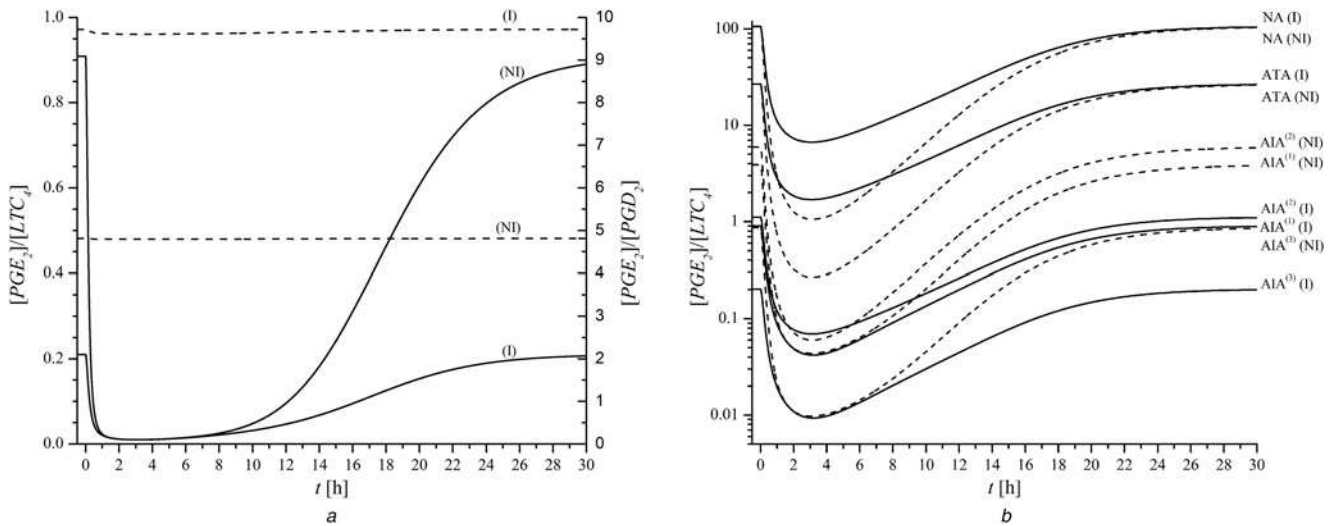 1.0
0.8
0.6
0.4
0.2
0.0
[PGE2]/[LTC4]
10
9
8
7
6
5
4
3
2
1
0
[PGE2]/[PGD2]
(I)
(NI)
(NI)
(I)
0 2 4 6 8 10 12 14 16 18 20 22 24 26 28 30
t [h]
a
100
10
1
0.1
0.01
[PGE2]/[LTC4]
NA (I)
NA (NI)
ATA (I)
ATA (NI)
AIA(2) (NI)
AIA(1) (NI)
AIA(2) (I)
AIA(1) (I)
AIA(3) (NI)
AIA(3) (I)
0 2 4 6 8 10 12 14 16 18 20 22 24 26 28 30
t [h]
b